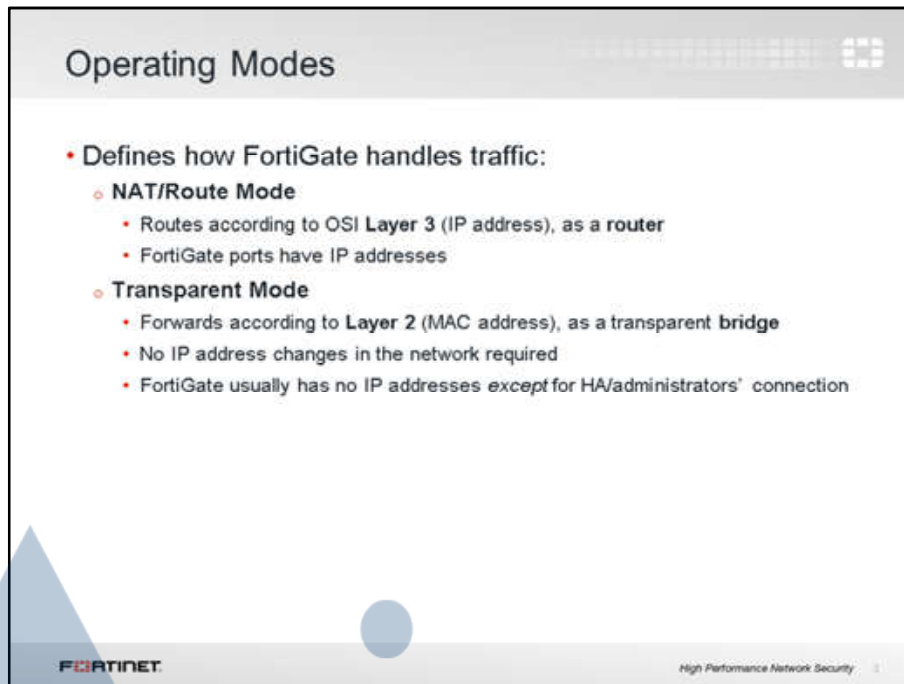 Operating Modes
• Defines how FortiGate handles traffic:
o NAT/Route Mode
• Routes according to OSI Layer 3 (IP address), as a router
• FortiGate ports have IP addresses
o Transparent Mode
• Forwards according to Layer 2 (MAC address), as a transparent bridge
• No IP address changes in the network required
• FortiGate usually has no IP addresses except for HA/administrators' connection
FORTINET.
High Performance Network Security